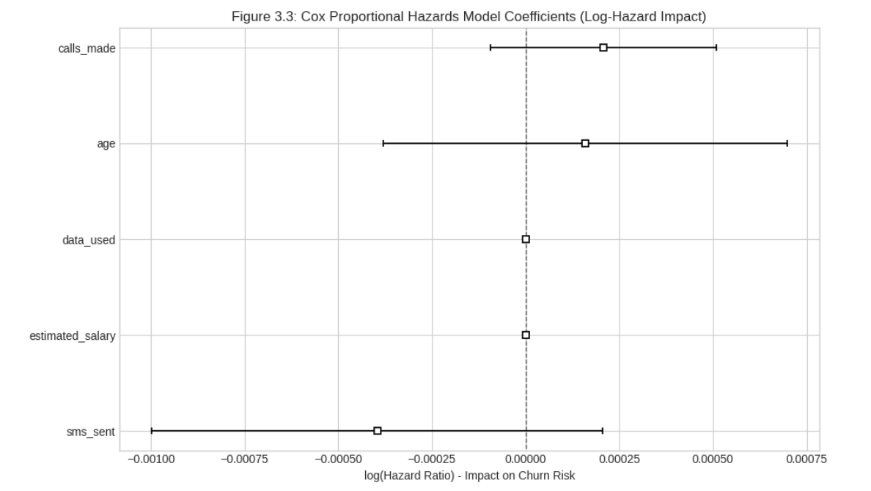 Figure 3.3: Cox Proportional Hazards Model Coefficients (Log-Hazard Impact)
calls_made
age
data_used
estimated_salary
sms_sent
−0.00100 −0.00075 −0.00050 −0.00025 0.00000 0.00025 0.00050 0.00075
log(Hazard Ratio) - Impact on Churn Risk